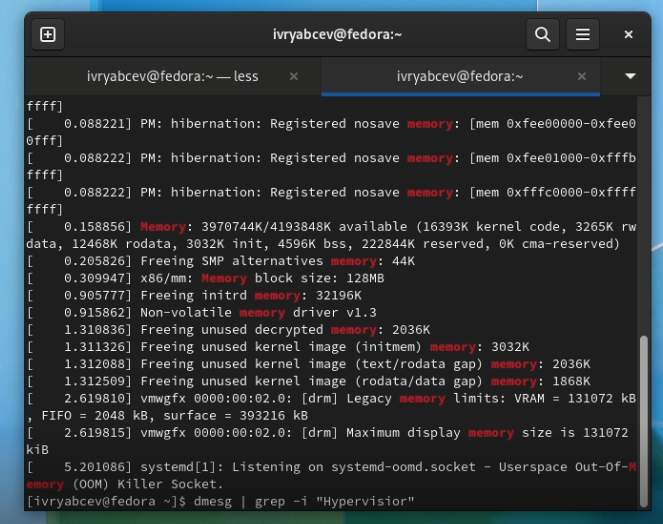 ivryabcev@fedora:~
ivryabcev@fedora:~ — less
ivryabcev@fedora:~
ffff]
[    0.088221] PM: hibernation: Registered nosave memory: [mem 0xfee00000-0xfee0
0fff]
[    0.088222] PM: hibernation: Registered nosave memory: [mem 0xfee01000-0xfffb
ffff]
[    0.088222] PM: hibernation: Registered nosave memory: [mem 0xfffc0000-0xffff
ffff]
[    0.158856] Memory: 3970744K/4193848K available (16393K kernel code, 3265K rw
data, 12468K rodata, 3032K init, 4596K bss, 222844K reserved, 0K cma-reserved)
[    0.205826] Freeing SMP alternatives memory: 44K
[    0.309947] x86/mm: Memory block size: 128MB
[    0.905777] Freeing initrd memory: 32196K
[    0.915862] Non-volatile memory driver v1.3
[    1.310836] Freeing unused decrypted memory: 2036K
[    1.311326] Freeing unused kernel image (initmem) memory: 3032K
[    1.312088] Freeing unused kernel image (text/rodata gap) memory: 2036K
[    1.312509] Freeing unused kernel image (rodata/data gap) memory: 1868K
[    2.619810] vmwgfx 0000:00:02.0: [drm] Legacy memory limits: VRAM = 131072 kB
, FIFO = 2048 kB, surface = 393216 kB
[    2.619815] vmwgfx 0000:00:02.0: [drm] Maximum display memory size is 131072
kiB
[    5.201086] systemd[1]: Listening on systemd-oomd.socket - Userspace Out-Of-M
emory (OOM) Killer Socket.
[ivryabcev@fedora ~]$ dmesg | grep -i "Hypervisior"